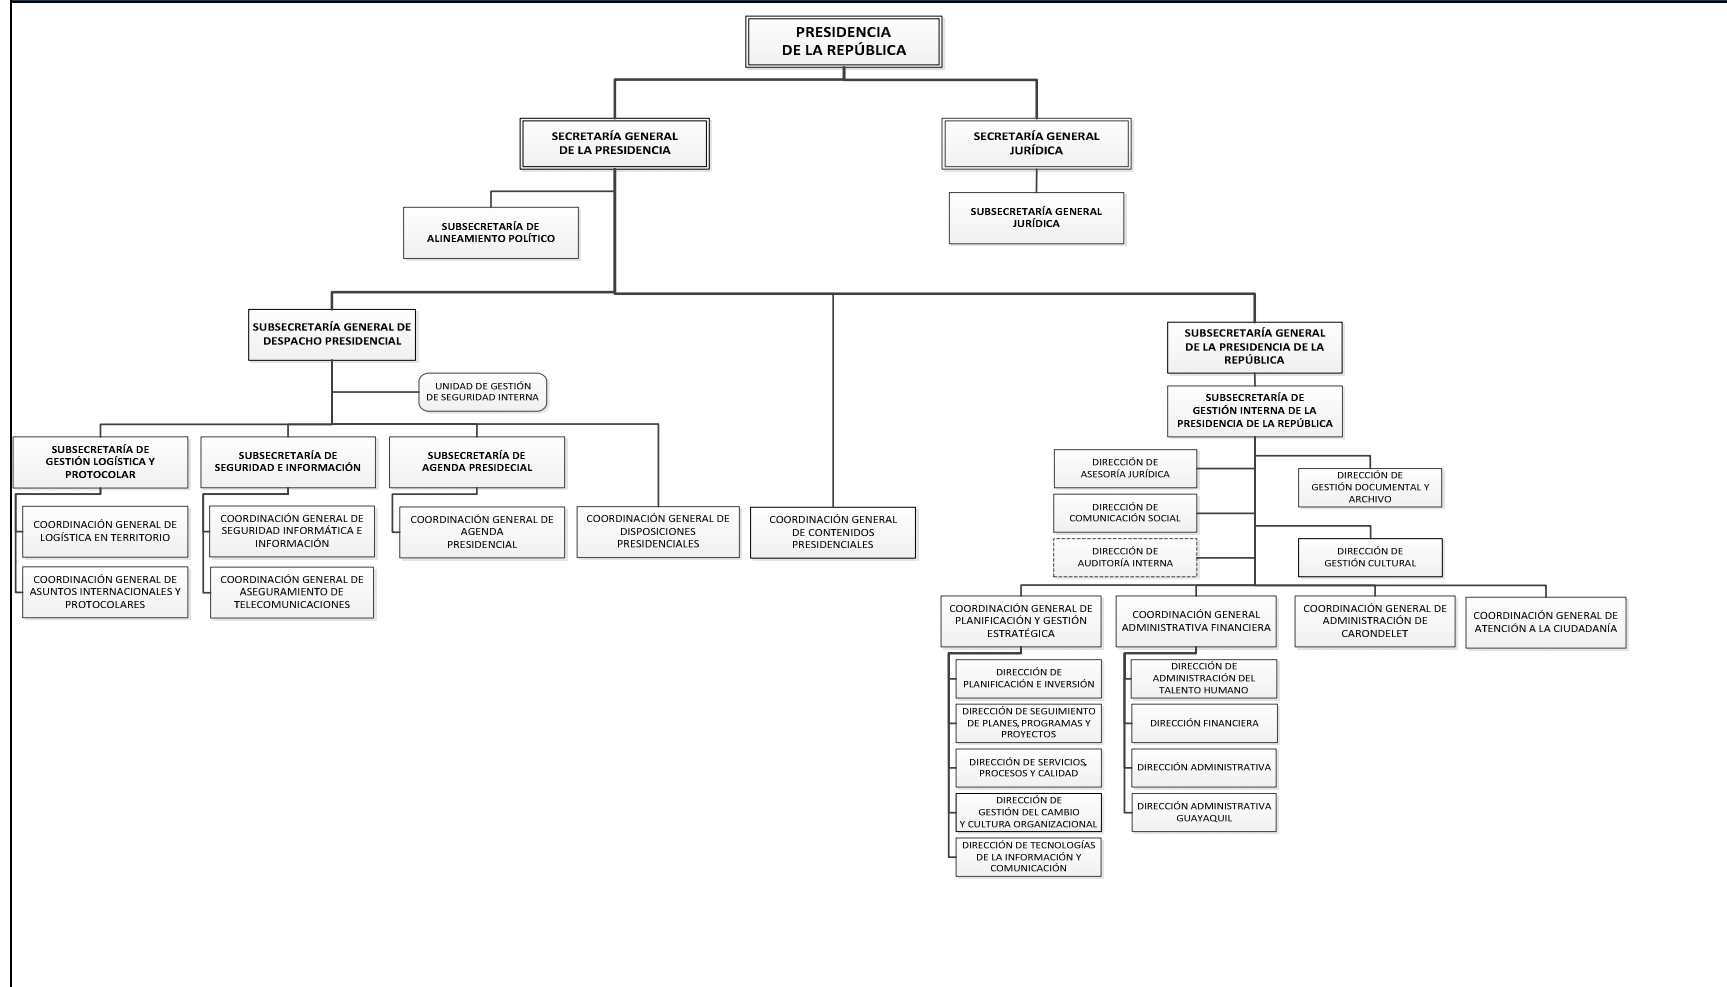 PRESIDENCIA
DE LA REPÚBLICA
SECRETARÍA GENERAL
DE LA PRESIDENCIA
SECRETARÍA GENERAL
JURÍDICA
SUBSECRETARÍA DE
ALINEAMIENTO POLÍTICO
SUBSECRETARÍA GENERAL
JURÍDICA
SUBSECRETARÍA GENERAL DE
DESPACHO PRESIDENCIAL
SUBSECRETARÍA GENERAL
DE LA PRESIDENCIA DE LA
REPÚBLICA
UNIDAD DE GESTIÓN
DE SEGURIDAD INTERNA
SUBSECRETARÍA DE
GESTIÓN INTERNA DE LA
PRESIDENCIA DE LA REPÚBLICA
SUBSECRETARÍA DE
GESTIÓN LOGÍSTICA Y
PROTOCOLAR
SUBSECRETARÍA DE
SEGURIDAD E INFORMACIÓN
SUBSECRETARÍA DE
AGENDA PRESIDECIAL
DIRECCIÓN DE
ASESORÍA JURÍDICA
DIRECCIÓN DE
GESTIÓN DOCUMENTAL Y
ARCHIVO
DIRECCIÓN DE
COMUNICACIÓN SOCIAL
DIRECCIÓN DE
AUDITORÍA INTERNA
DIRECCIÓN DE
GESTIÓN CULTURAL
COORDINACIÓN GENERAL DE
LOGÍSTICA EN TERRITORIO
COORDINACIÓN GENERAL DE
SEGURIDAD INFORMÁTICA E
INFORMACIÓN
COORDINACIÓN GENERAL DE
AGENDA
PRESIDENCIAL
COORDINACIÓN GENERAL DE
DISPOSICIONES
PRESIDENCIALES
COORDINACIÓN GENERAL
DE CONTENIDOS
PRESIDENCIALES
COORDINACIÓN GENERAL DE
ASUNTOS INTERNACIONALES Y
PROTOCOLARES
COORDINACIÓN GENERAL DE
ASEGURAMIENTO DE
TELECOMUNICACIONES
COORDINACIÓN GENERAL DE
PLANIFICACIÓN Y GESTIÓN
ESTRATÉGICA
COORDINACIÓN GENERAL
ADMINISTRATIVA FINANCIERA
COORDINACIÓN GENERAL DE
ADMINISTRACIÓN DE
CARONDELET
COORDINACIÓN GENERAL DE
ATENCIÓN A LA CIUDADANÍA
DIRECCIÓN DE
PLANIFICACIÓN E INVERSIÓN
DIRECCIÓN DE SEGUIMIENTO
DE PLANES, PROGRAMAS Y
PROYECTOS
DIRECCIÓN DE SERVICIOS,
PROCESOS Y CALIDAD
DIRECCIÓN DE
GESTIÓN DEL CAMBIO
Y CULTURA ORGANIZACIONAL
DIRECCIÓN DE TECNOLOGÍAS
DE LA INFORMACIÓN Y
COMUNICACIÓN
DIRECCIÓN DE
ADMINISTRACIÓN DEL
TALENTO HUMANO
DIRECCIÓN FINANCIERA
DIRECCIÓN ADMINISTRATIVA
DIRECCIÓN ADMINISTRATIVA
GUAYAQUIL